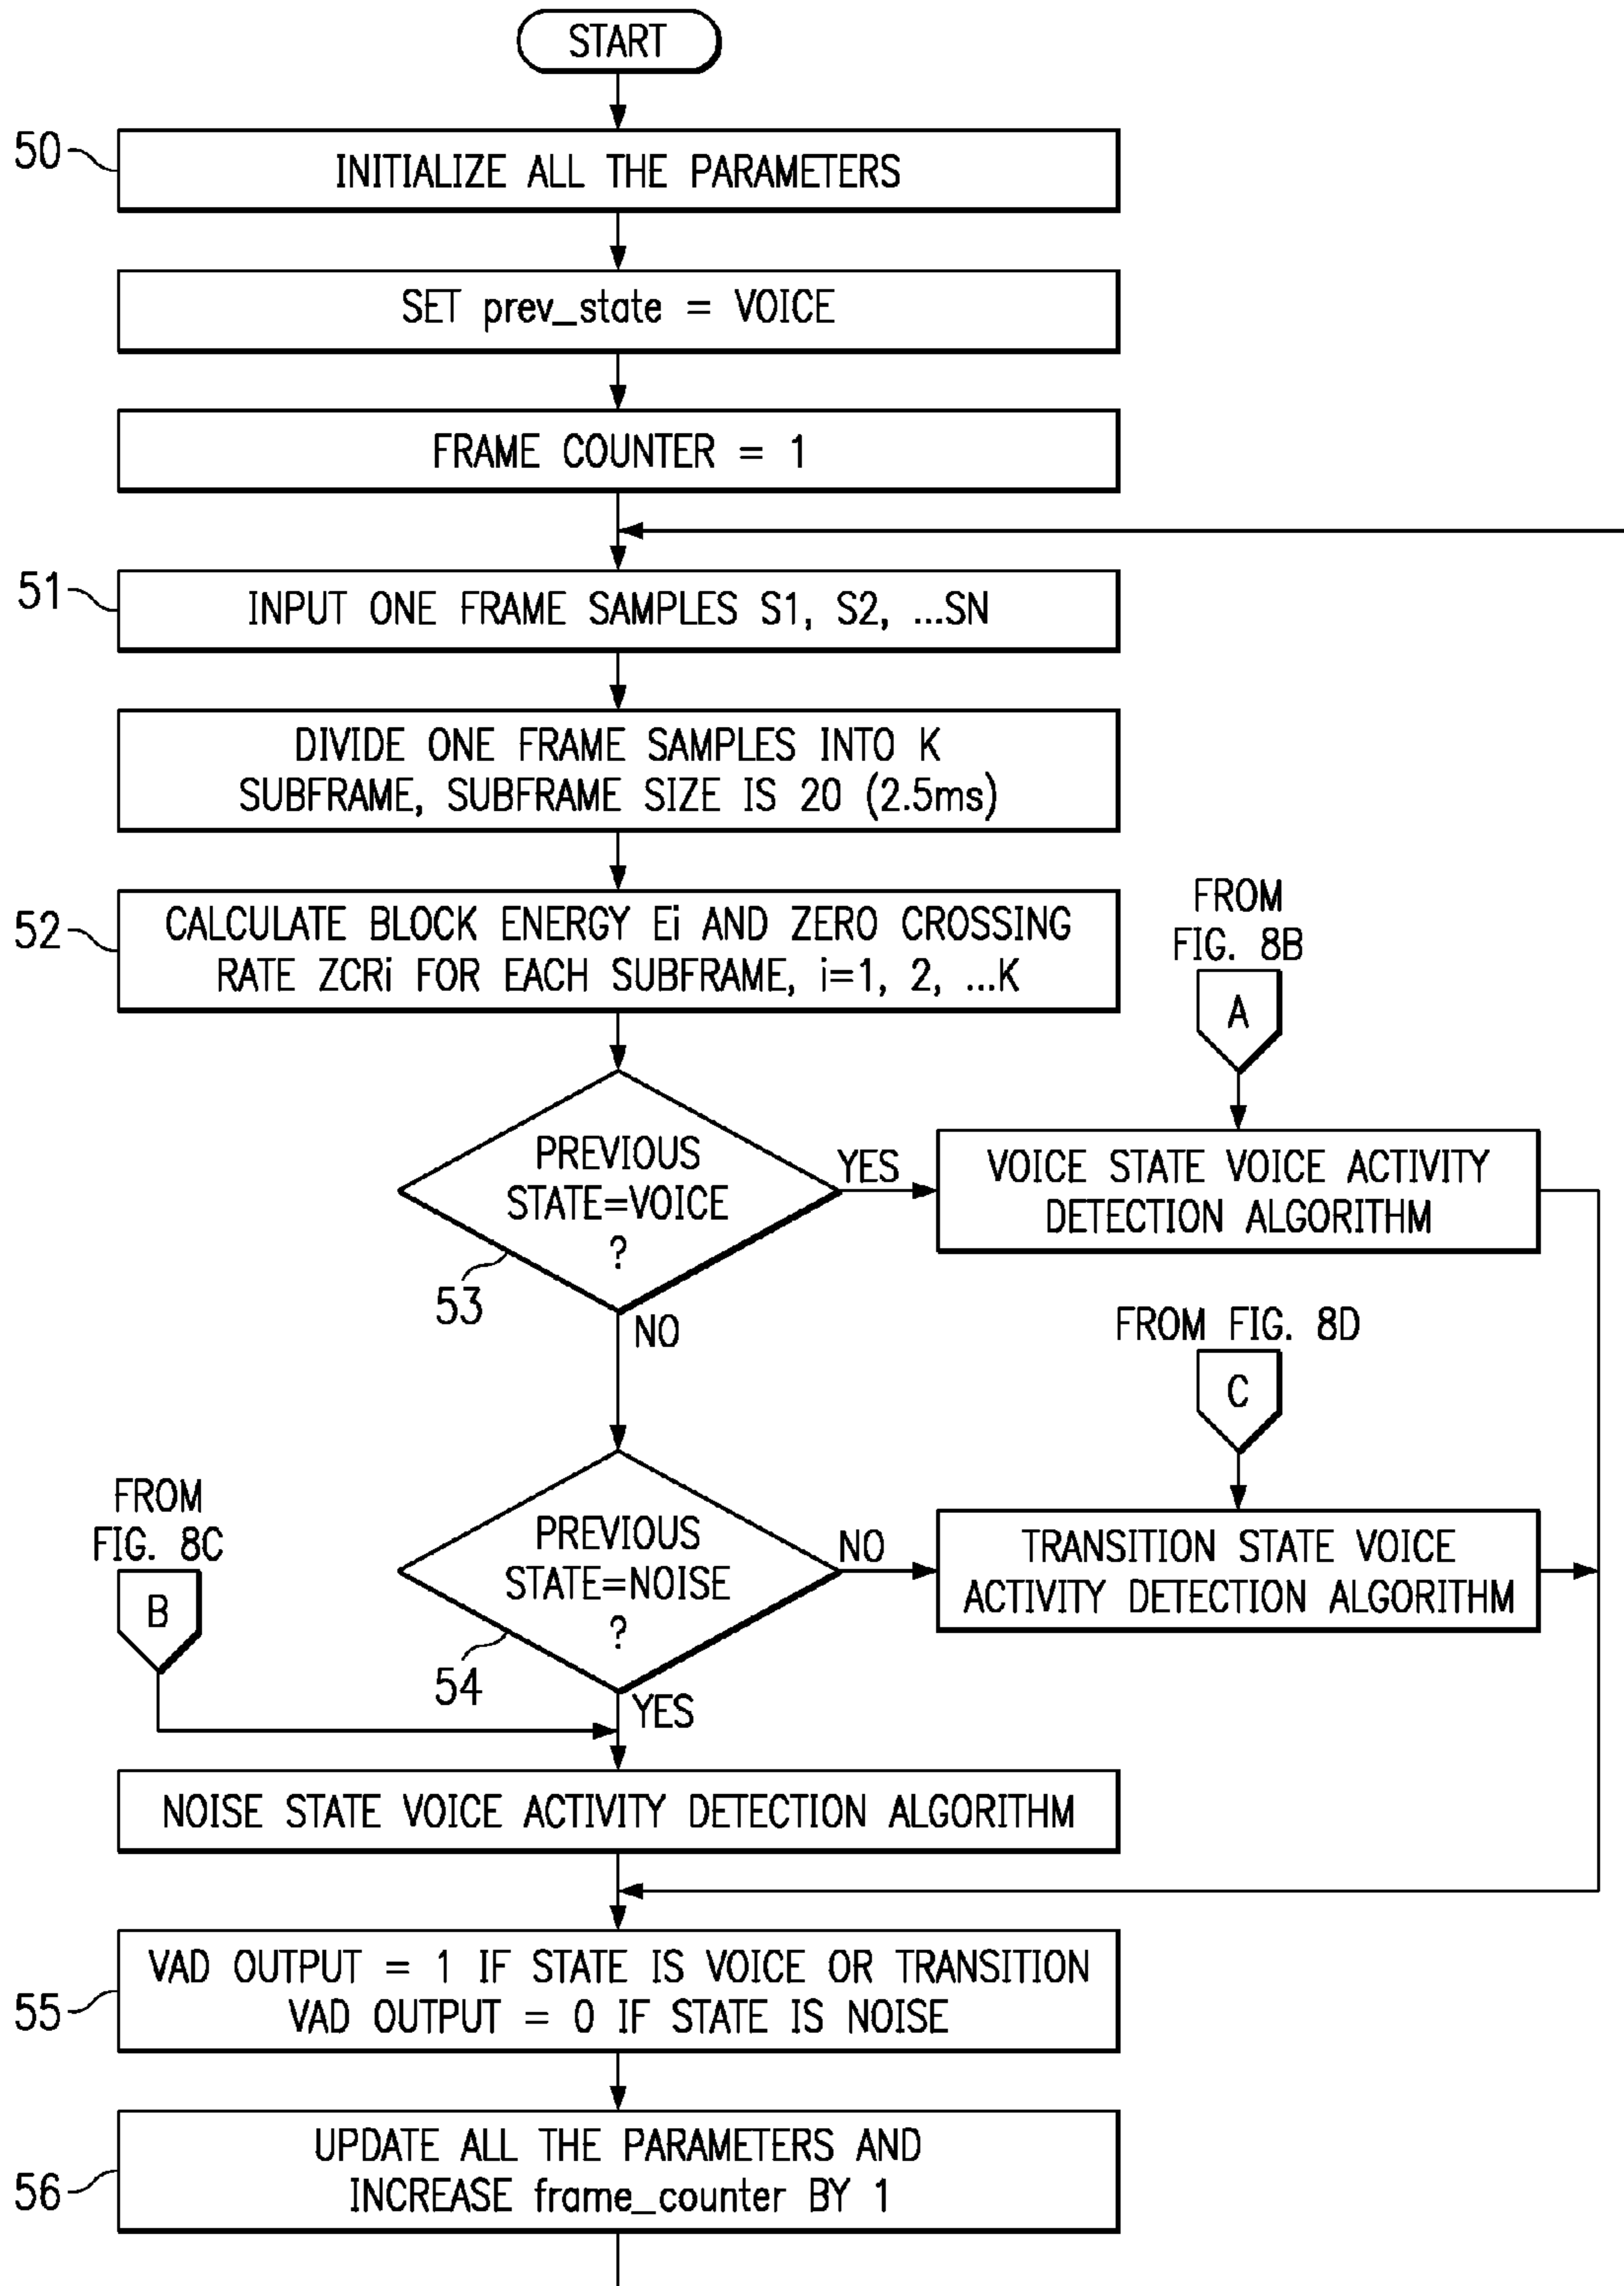 START
50
INITIALIZE ALL THE PARAMETERS
SET prev_state = VOICE
FRAME COUNTER = 1
51
INPUT ONE FRAME SAMPLES S1, S2, ...SN
DIVIDE ONE FRAME SAMPLES INTO K
SUBFRAME, SUBFRAME SIZE IS 20 (2.5ms)
52
CALCULATE BLOCK ENERGY Ei AND ZERO CROSSING
RATE ZCRi FOR EACH SUBFRAME, i=1, 2, ...K
FROM
FIG. 8B
A
PREVIOUS
STATE=VOICE
?
53
YES
VOICE STATE VOICE ACTIVITY
DETECTION ALGORITHM
NO
FROM FIG. 8D
C
FROM
FIG. 8C
B
PREVIOUS
STATE=NOISE
?
54
NO
TRANSITION STATE VOICE
ACTIVITY DETECTION ALGORITHM
YES
NOISE STATE VOICE ACTIVITY DETECTION ALGORITHM
55
VAD OUTPUT = 1 IF STATE IS VOICE OR TRANSITION
VAD OUTPUT = 0 IF STATE IS NOISE
56
UPDATE ALL THE PARAMETERS AND
INCREASE frame_counter BY 1